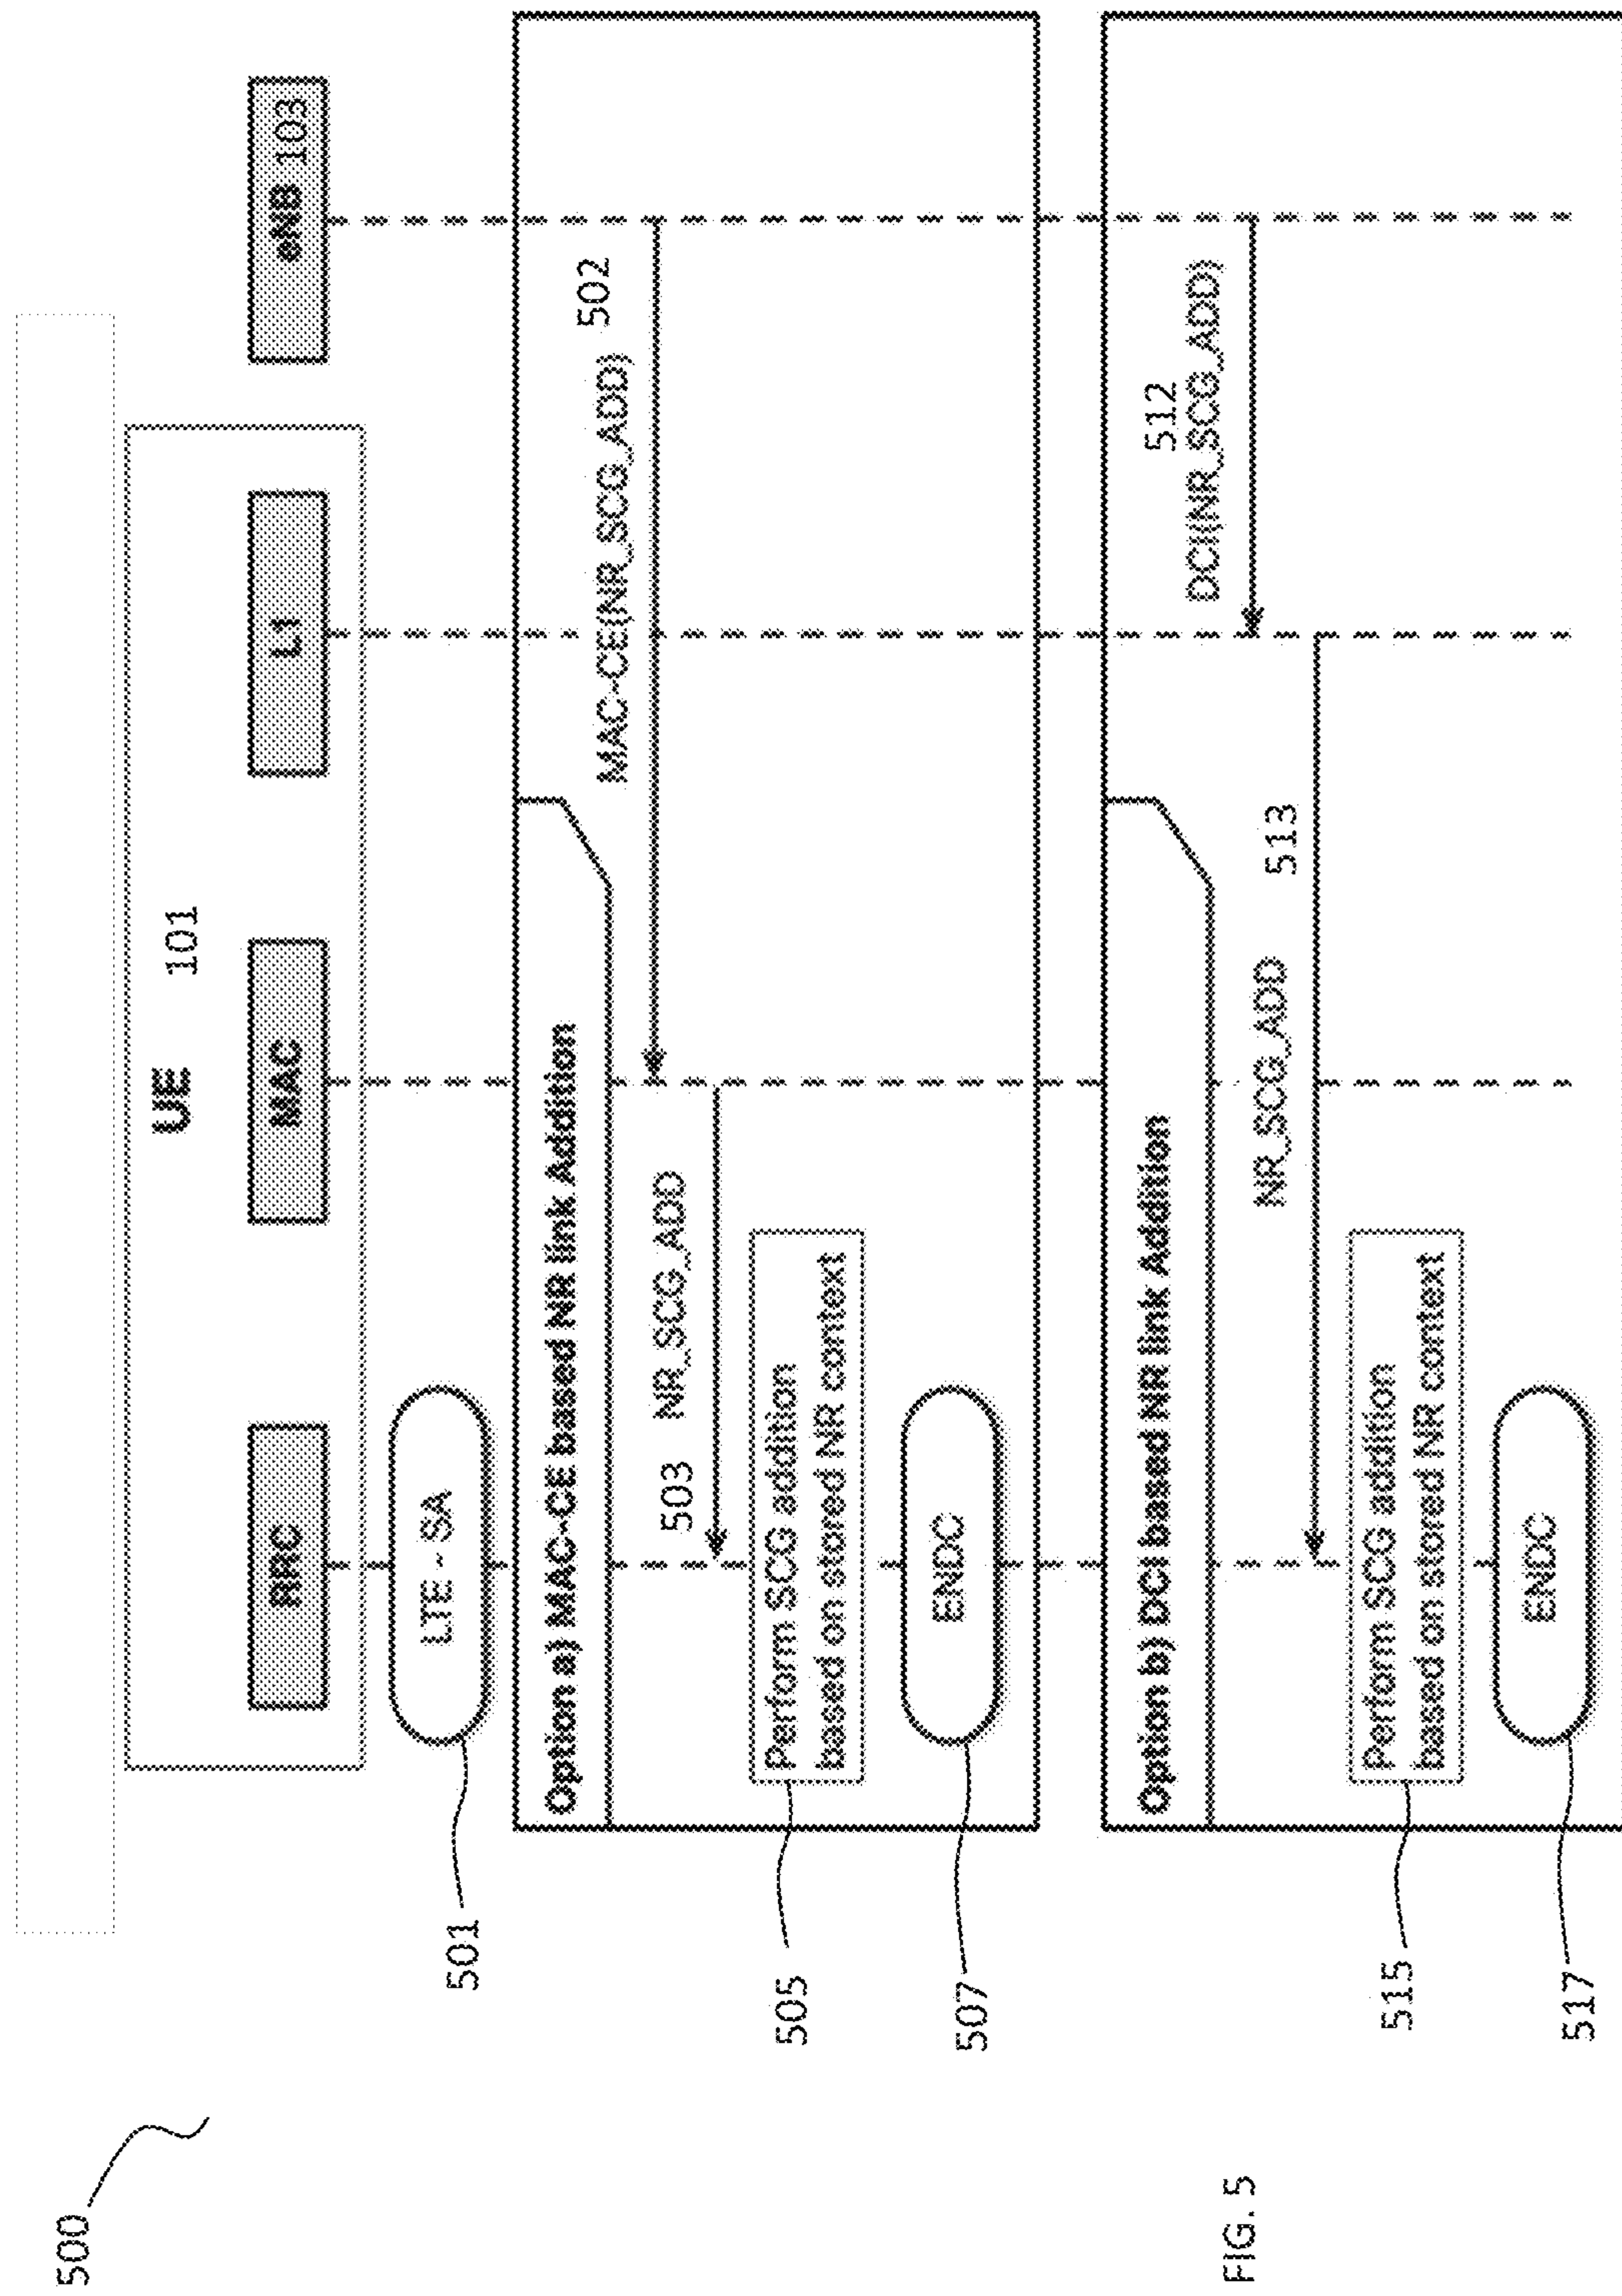 500
UE 101
RRC
MAC
L1
eNB 103
LTE - SA
501
Option a) MAC-CE based NR link Addition
MAC-CE(NR_SCG_ADD)
502
503
NR_SCG_ADD
Perform SCG addition
based on stored NR context
505
ENDC
507
Option b) DCI based NR link Addition
512
DCI(NR_SCG_ADD)
NR_SCG_ADD
513
Perform SCG addition
based on stored NR context
515
ENDC
517
FIG. 5